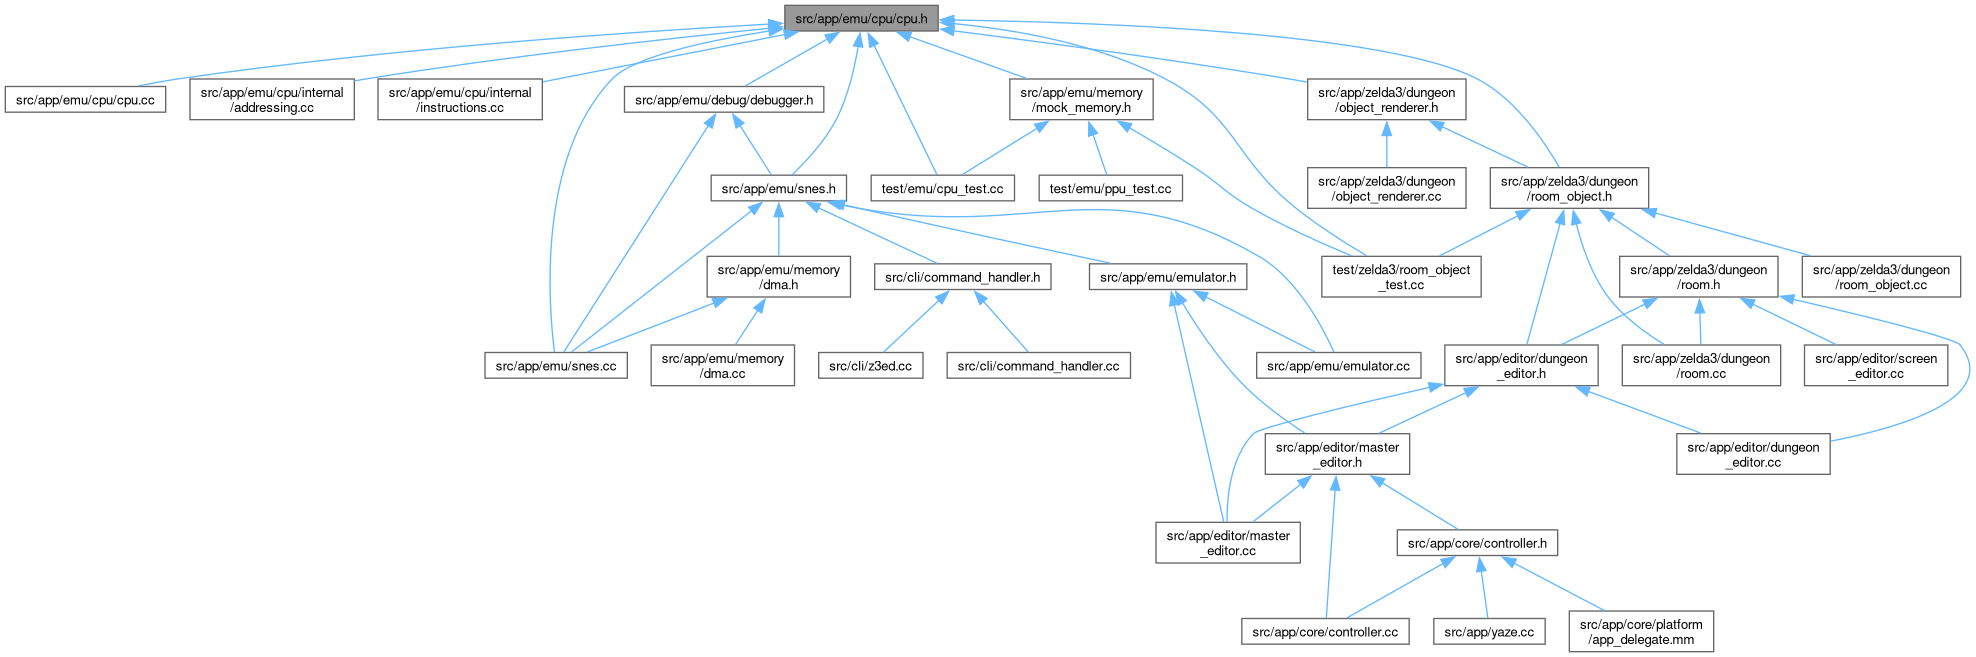 src/app/emu/cpu/cpu.h
src/app/emu/cpu/cpu.cc
src/app/emu/cpu/internal
/addressing.cc
src/app/emu/cpu/internal
/instructions.cc
src/app/emu/debug/debugger.h
src/app/emu/memory
/mock_memory.h
src/app/zelda3/dungeon
/object_renderer.h
src/app/emu/snes.h
test/emu/cpu_test.cc
test/emu/ppu_test.cc
src/app/zelda3/dungeon
/object_renderer.cc
src/app/zelda3/dungeon
/room_object.h
src/app/emu/memory
/dma.h
src/cli/command_handler.h
src/app/emu/emulator.h
test/zelda3/room_object
_test.cc
src/app/zelda3/dungeon
/room.h
src/app/zelda3/dungeon
/room_object.cc
src/app/emu/snes.cc
src/app/emu/memory
/dma.cc
src/cli/z3ed.cc
src/cli/command_handler.cc
src/app/emu/emulator.cc
src/app/editor/dungeon
_editor.h
src/app/zelda3/dungeon
/room.cc
src/app/editor/screen
_editor.cc
src/app/editor/master
_editor.h
src/app/editor/dungeon
_editor.cc
src/app/editor/master
_editor.cc
src/app/core/controller.h
src/app/core/controller.cc
src/app/yaze.cc
src/app/core/platform
/app_delegate.mm